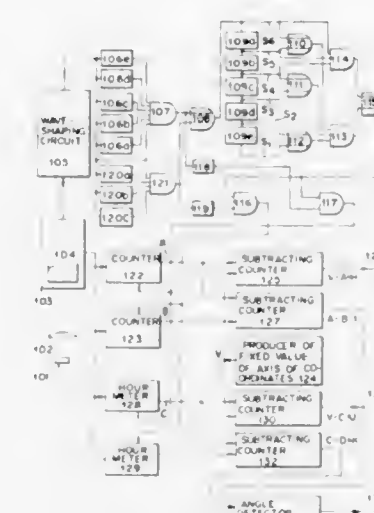 106e
106d
106c
106b
106a
120a
120b
120c
WAVE
SHAPING
CIRCUIT
105
107
121
108
118
119
109a
109b
109c
109d
109e
S6
S5
S4
S3
S2
S1
110
111
112
114
113
115
116
117
104
103
102
101
COUNTER
122
A
COUNTER
123
B
HOUR
METER
128
C
HOUR
METER
129
SUBTRACTING
COUNTER
125
SUBTRACTING
COUNTER
127
A-B
V
PRODUCER OF
FIXED VALUE
OF AXIS OF CO-
ORDINATES 124
SUBTRACTING
COUNTER
130
SUBTRACTING
COUNTER
132
ANGLE
DETECTOR